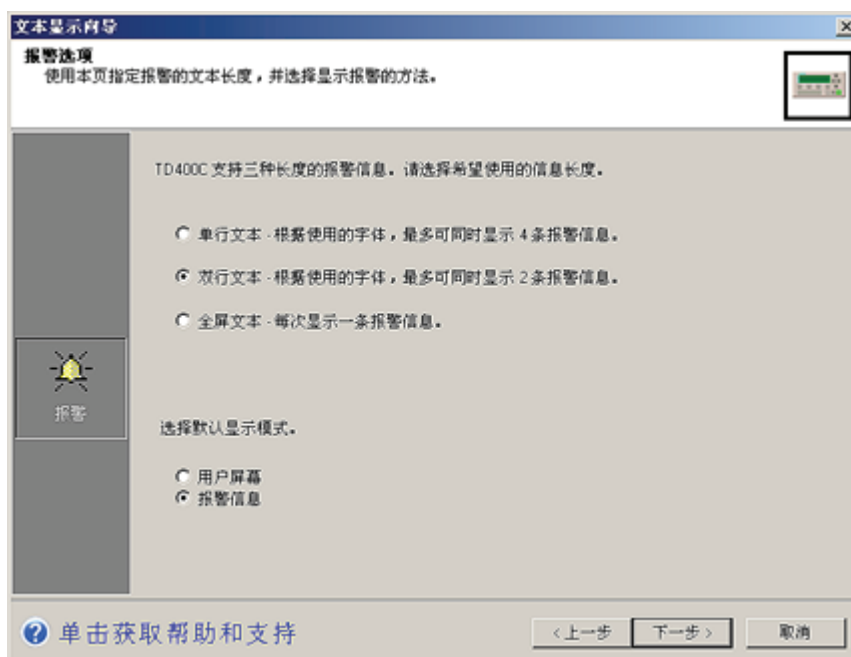 文本显示向导
报警选项
使用本页指定报警的文本长度，并选择显示报警的方法。
TD400C 支持三种长度的报警信息。请选择希望使用的信息长度。
单行文本 - 根据使用的字体，最多可同时显示 4 条报警信息。
双行文本 - 根据使用的字体，最多可同时显示 2 条报警信息。
全屏文本 - 每次显示一条报警信息。
报警
选择默认显示模式。
用户屏幕
报警信息
单击获取帮助和支持
<上一步
下一步>
取消